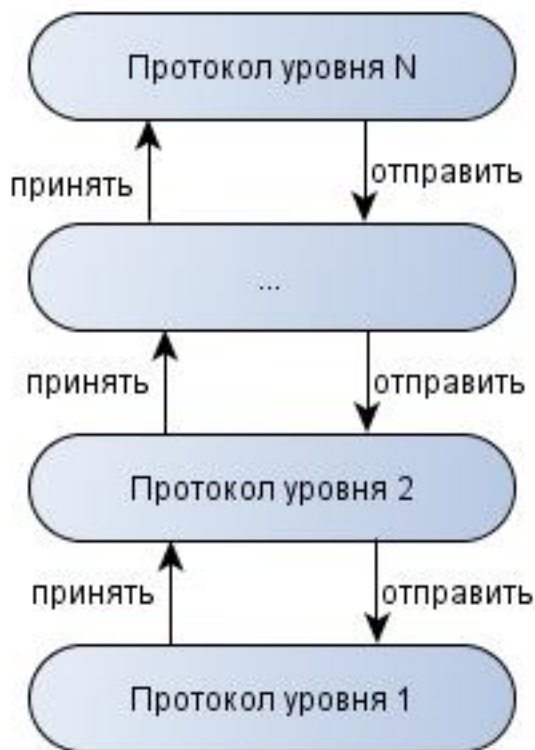 Протокол уровня N
принять
отправить
...
принять
отправить
Протокол уровня 2
принять
отправить
Протокол уровня 1